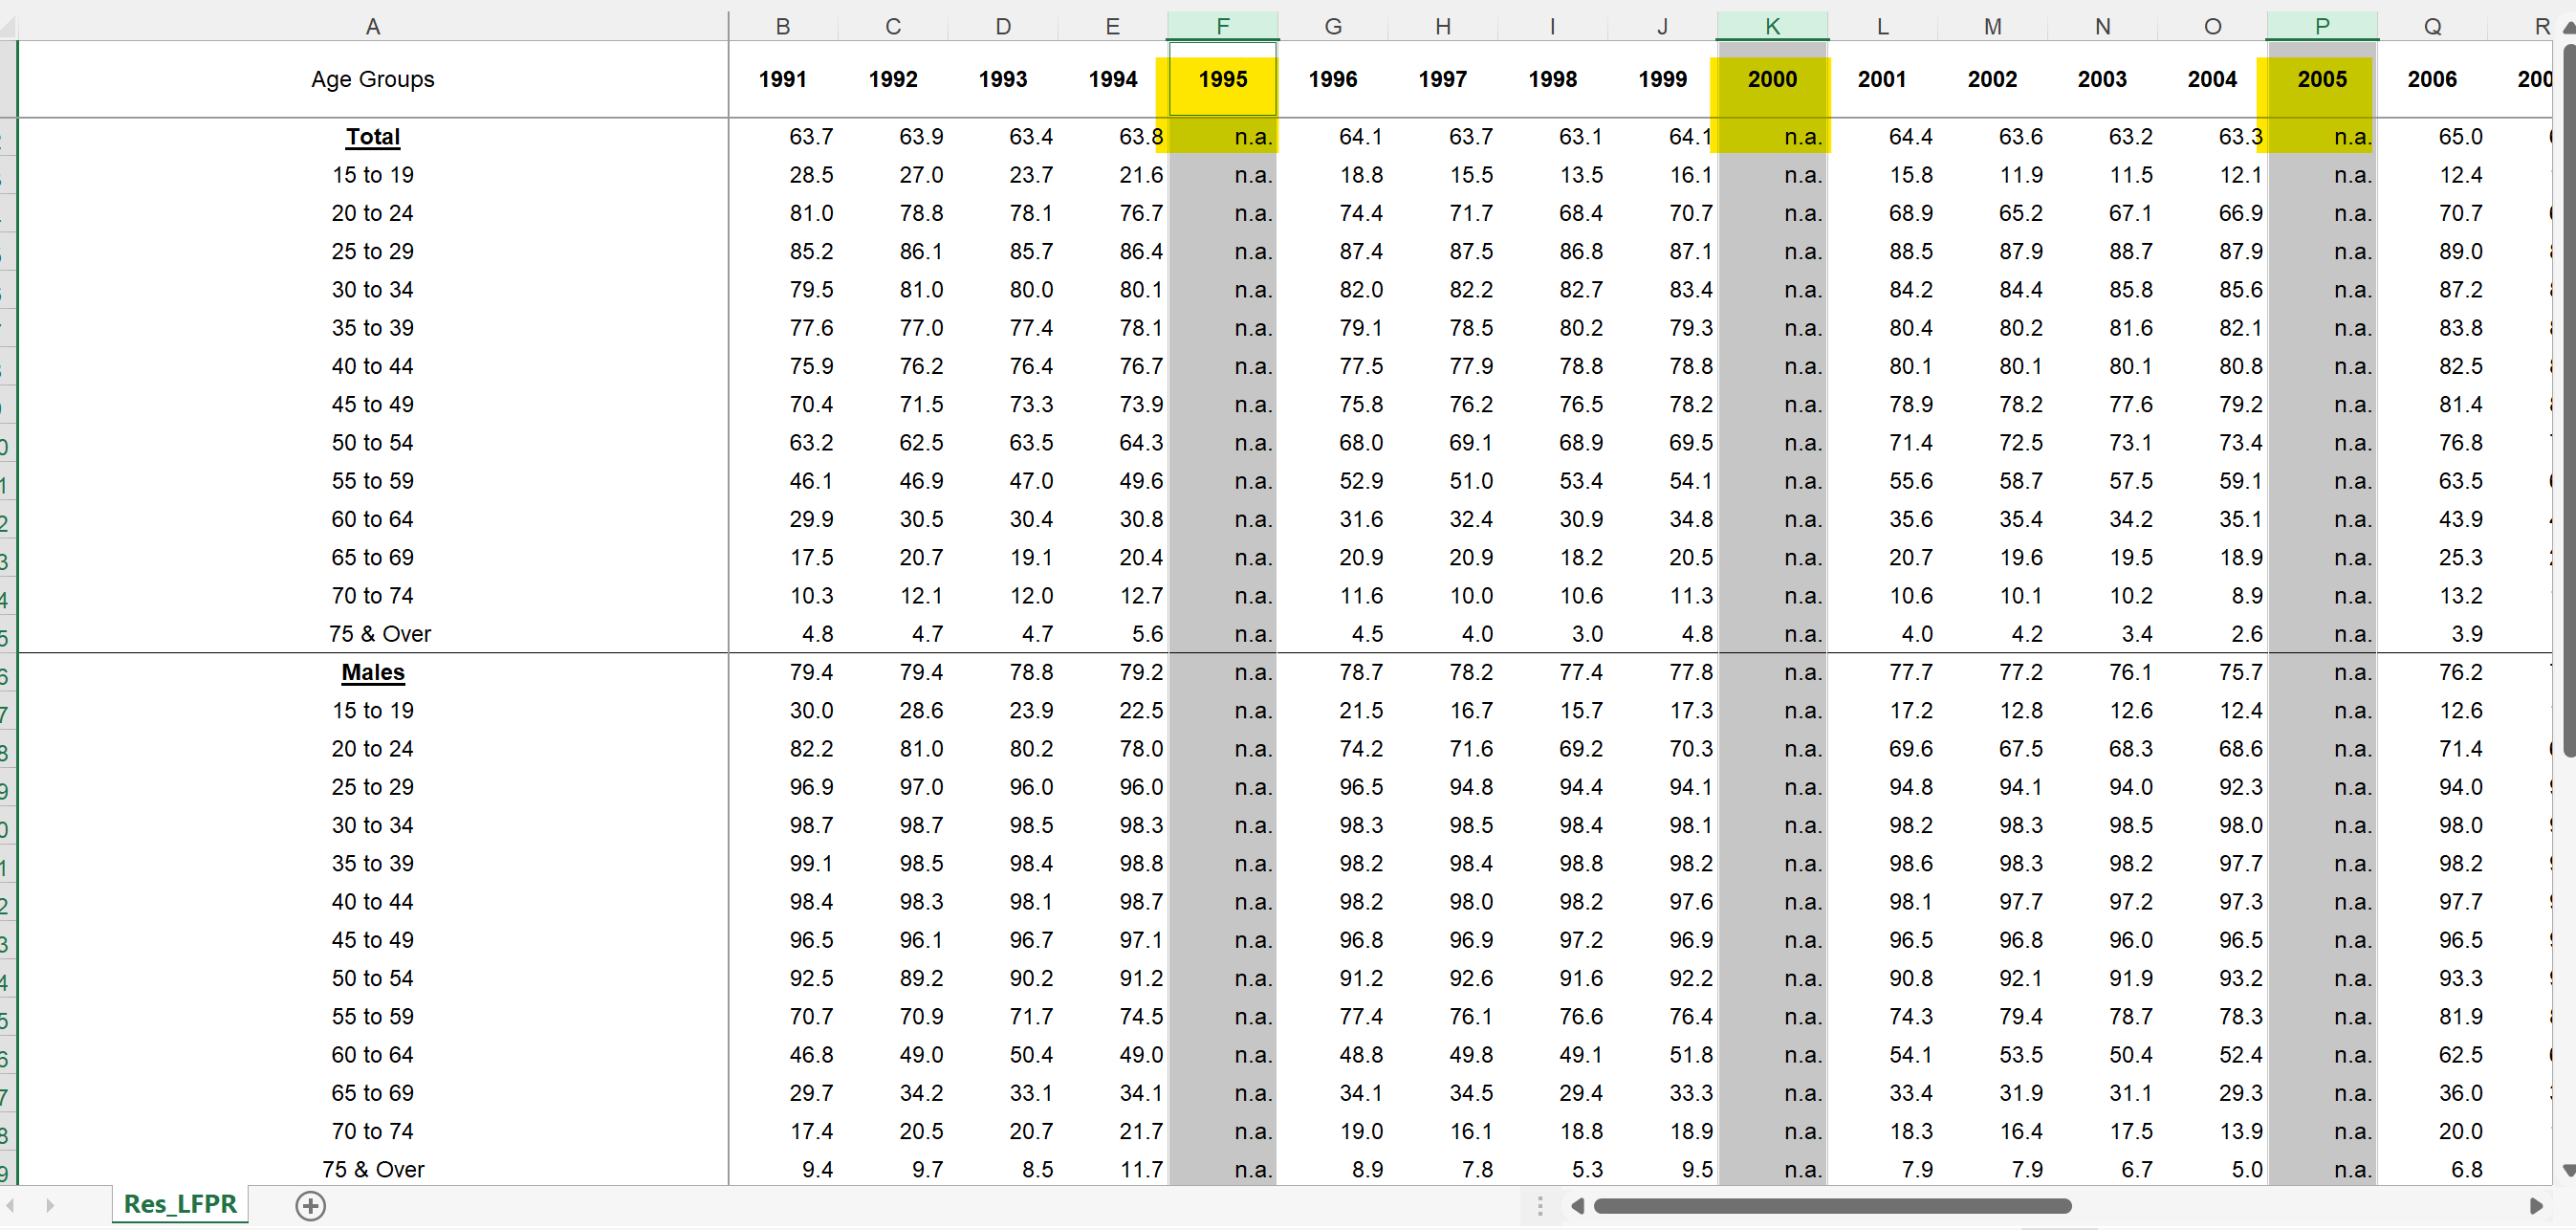 A B C D E F G H I J K L M N O P Q R
Age Groups 1991 1992 1993 1994 1995 1996 1997 1998 1999 2000 2001 2002 2003 2004 2005 2006
Total 63.7 63.9 63.4 63.8 n.a. 64.1 63.7 63.1 64.1 n.a. 64.4 63.6 63.2 63.3 n.a. 65.0
15 to 19 28.5 27.0 23.7 21.6 n.a. 18.8 15.5 13.5 16.1 n.a. 15.8 11.9 11.5 12.1 n.a. 12.4
20 to 24 81.0 78.8 78.1 76.7 n.a. 74.4 71.7 68.4 70.7 n.a. 68.9 65.2 67.1 66.9 n.a. 70.7
25 to 29 85.2 86.1 85.7 86.4 n.a. 87.4 87.5 86.8 87.1 n.a. 88.5 87.9 88.7 87.9 n.a. 89.0
30 to 34 79.5 81.0 80.0 80.1 n.a. 82.0 82.2 82.7 83.4 n.a. 84.2 84.4 85.8 85.6 n.a. 87.2
35 to 39 77.6 77.0 77.4 78.1 n.a. 79.1 78.5 80.2 79.3 n.a. 80.4 80.2 81.6 82.1 n.a. 83.8
40 to 44 75.9 76.2 76.4 76.7 n.a. 77.5 77.9 78.8 78.8 n.a. 80.1 80.1 80.1 80.8 n.a. 82.5
45 to 49 70.4 71.5 73.3 73.9 n.a. 75.8 76.2 76.5 78.2 n.a. 78.9 78.2 77.6 79.2 n.a. 81.4
50 to 54 63.2 62.5 63.5 64.3 n.a. 68.0 69.1 68.9 69.5 n.a. 71.4 72.5 73.1 73.4 n.a. 76.8
55 to 59 46.1 46.9 47.0 49.6 n.a. 52.9 51.0 53.4 54.1 n.a. 55.6 58.7 57.5 59.1 n.a. 63.5
60 to 64 29.9 30.5 30.4 30.8 n.a. 31.6 32.4 30.9 34.8 n.a. 35.6 35.4 34.2 35.1 n.a. 43.9
65 to 69 17.5 20.7 19.1 20.4 n.a. 20.9 20.9 18.2 20.5 n.a. 20.7 19.6 19.5 18.9 n.a. 25.3
70 to 74 10.3 12.1 12.0 12.7 n.a. 11.6 10.0 10.6 11.3 n.a. 10.6 10.1 10.2 8.9 n.a. 13.2
75 & Over 4.8 4.7 4.7 5.6 n.a. 4.5 4.0 3.0 4.8 n.a. 4.0 4.2 3.4 2.6 n.a. 3.9
Males 79.4 79.4 78.8 79.2 n.a. 78.7 78.2 77.4 77.8 n.a. 77.7 77.2 76.1 75.7 n.a. 76.2
15 to 19 30.0 28.6 23.9 22.5 n.a. 21.5 16.7 15.7 17.3 n.a. 17.2 12.8 12.6 12.4 n.a. 12.6
20 to 24 82.2 81.0 80.2 78.0 n.a. 74.2 71.6 69.2 70.3 n.a. 69.6 67.5 68.3 68.6 n.a. 71.4
25 to 29 96.9 97.0 96.0 96.0 n.a. 96.5 94.8 94.4 94.1 n.a. 94.8 94.1 94.0 92.3 n.a. 94.0
30 to 34 98.7 98.7 98.5 98.3 n.a. 98.3 98.5 98.4 98.1 n.a. 98.2 98.3 98.5 98.0 n.a. 98.0
35 to 39 99.1 98.5 98.4 98.8 n.a. 98.2 98.4 98.8 98.2 n.a. 98.6 98.3 98.2 97.7 n.a. 98.2
40 to 44 98.4 98.3 98.1 98.7 n.a. 98.2 98.0 98.2 97.6 n.a. 98.1 97.7 97.2 97.3 n.a. 97.7
45 to 49 96.5 96.1 96.7 97.1 n.a. 96.8 96.9 97.2 96.9 n.a. 96.5 96.8 96.0 96.5 n.a. 96.5
50 to 54 92.5 89.2 90.2 91.2 n.a. 91.2 92.6 91.6 92.2 n.a. 90.8 92.1 91.9 93.2 n.a. 93.3
55 to 59 70.7 70.9 71.7 74.5 n.a. 77.4 76.1 76.6 76.4 n.a. 74.3 79.4 78.7 78.3 n.a. 81.9
60 to 64 46.8 49.0 50.4 49.0 n.a. 48.8 49.8 49.1 51.8 n.a. 54.1 53.5 50.4 52.4 n.a. 62.5
65 to 69 29.7 34.2 33.1 34.1 n.a. 34.1 34.5 29.4 33.3 n.a. 33.4 31.9 31.1 29.3 n.a. 36.0
70 to 74 17.4 20.5 20.7 21.7 n.a. 19.0 16.1 18.8 18.9 n.a. 18.3 16.4 17.5 13.9 n.a. 20.0
75 & Over 9.4 9.7 8.5 11.7 n.a. 8.9 7.8 5.3 9.5 n.a. 7.9 7.9 6.7 5.0 n.a. 6.8
Res_LFPR